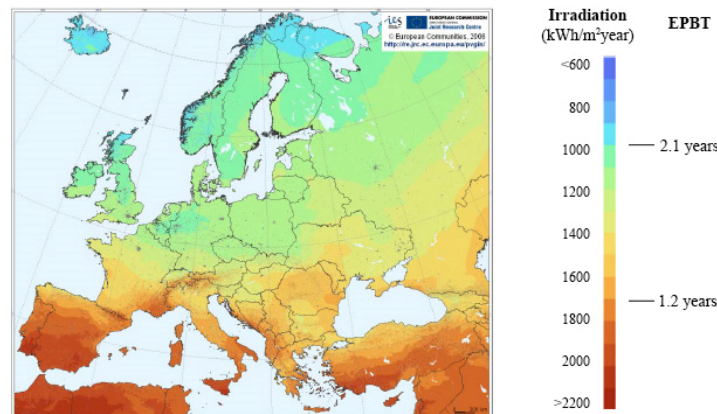 ies
EUROPEAN COMMISSION
Joint Research Centre
© European Communities, 2008
http://re.jrc.ec.europa.eu/pvgis/
Irradiation
(kWh/m²year)
EPBT
<600
800
1000
2.1 years
1200
1400
1600
1.2 years
1800
2000
>2200